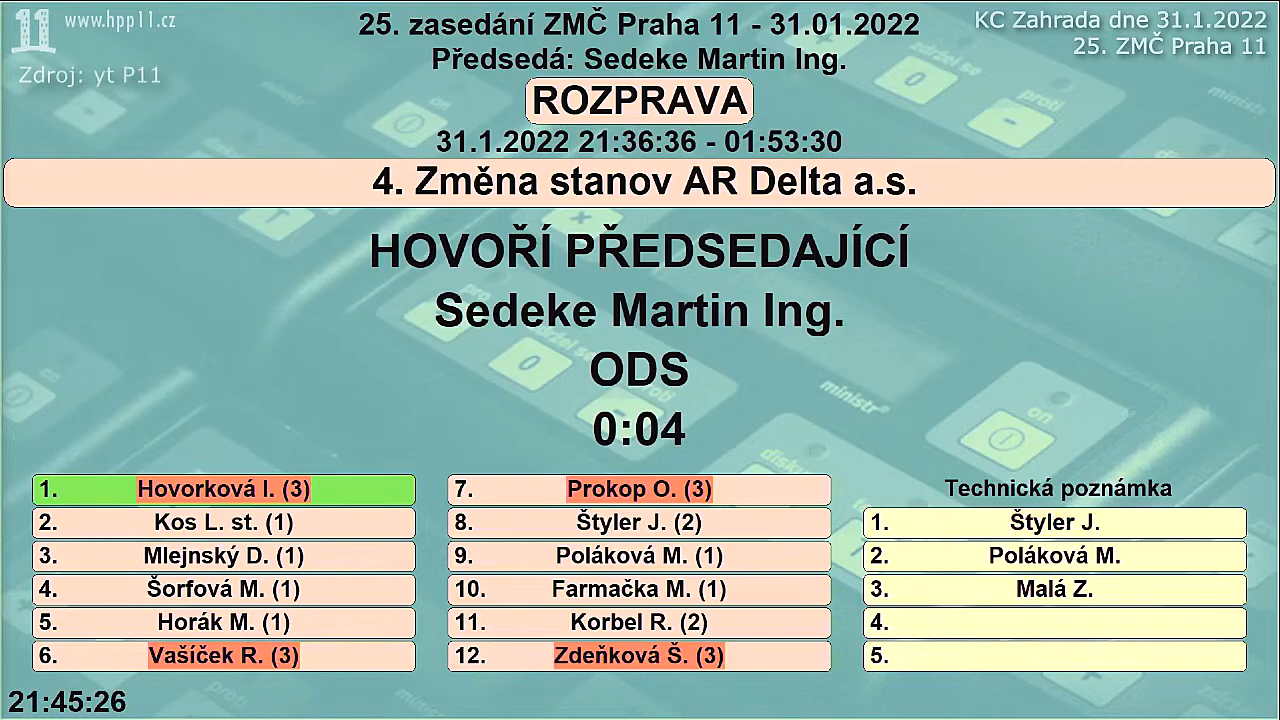 11 www.hpp11.cz
Zdroj: yt P11
25. zasedání ZMČ Praha 11 - 31.01.2022
Předsedá: Sedeke Martin Ing.
KC Zahrada dne 31.1.2022
25. ZMČ Praha 11
ROZPRAVA
31.1.2022 21:36:36 - 01:53:30
4. Změna stanov AR Delta a.s.
HOVOŘÍ PŘEDSEDAJÍCÍ
Sedeke Martin Ing.
ODS
0:04
1. Hovorková I. (3)
2. Kos L. st. (1)
3. Mlejnský D. (1)
4. Šorfová M. (1)
5. Horák M. (1)
6. Vašíček R. (3)
7. Prokop O. (3)
8. Štyler J. (2)
9. Poláková M. (1)
10. Farmačka M. (1)
11. Korbel R. (2)
12. Zdeňková Š. (3)
Technická poznámka
1. Štyler J.
2. Poláková M.
3. Malá Z.
4.
5.
21:45:26